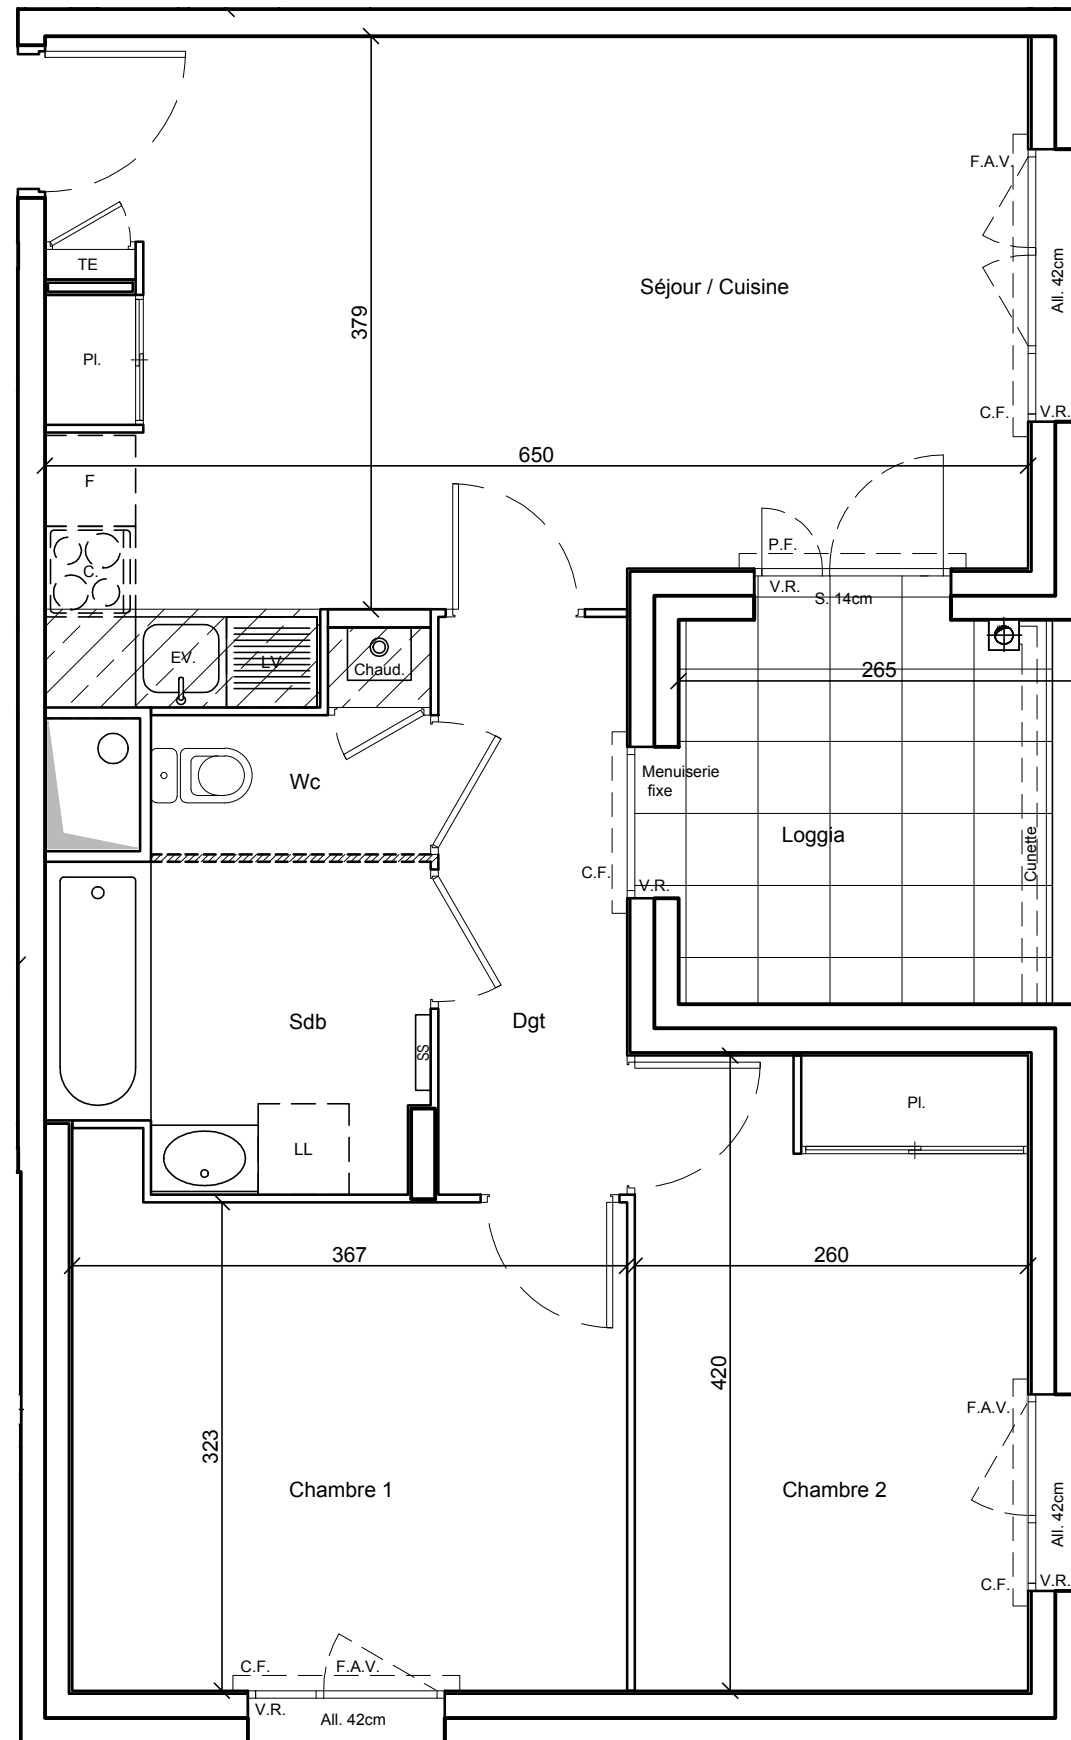 F.A.V.
TE
All. 42cm
Séjour / Cuisine
379
Pl.
C.F.
V.R.
650
F
P.F.
C.
V.R.
S. 14cm
EV.
LV
Chaud.
265
Menuiserie
fixe
Wc
Loggia
Cunette
C.F.
V.R.
Sdb
Dgt
SS
Pl.
LL
367
260
420
F.A.V.
323
Chambre 1
Chambre 2
All. 42cm
C.F.
V.R.
C.F.
F.A.V.
V.R.
All. 42cm